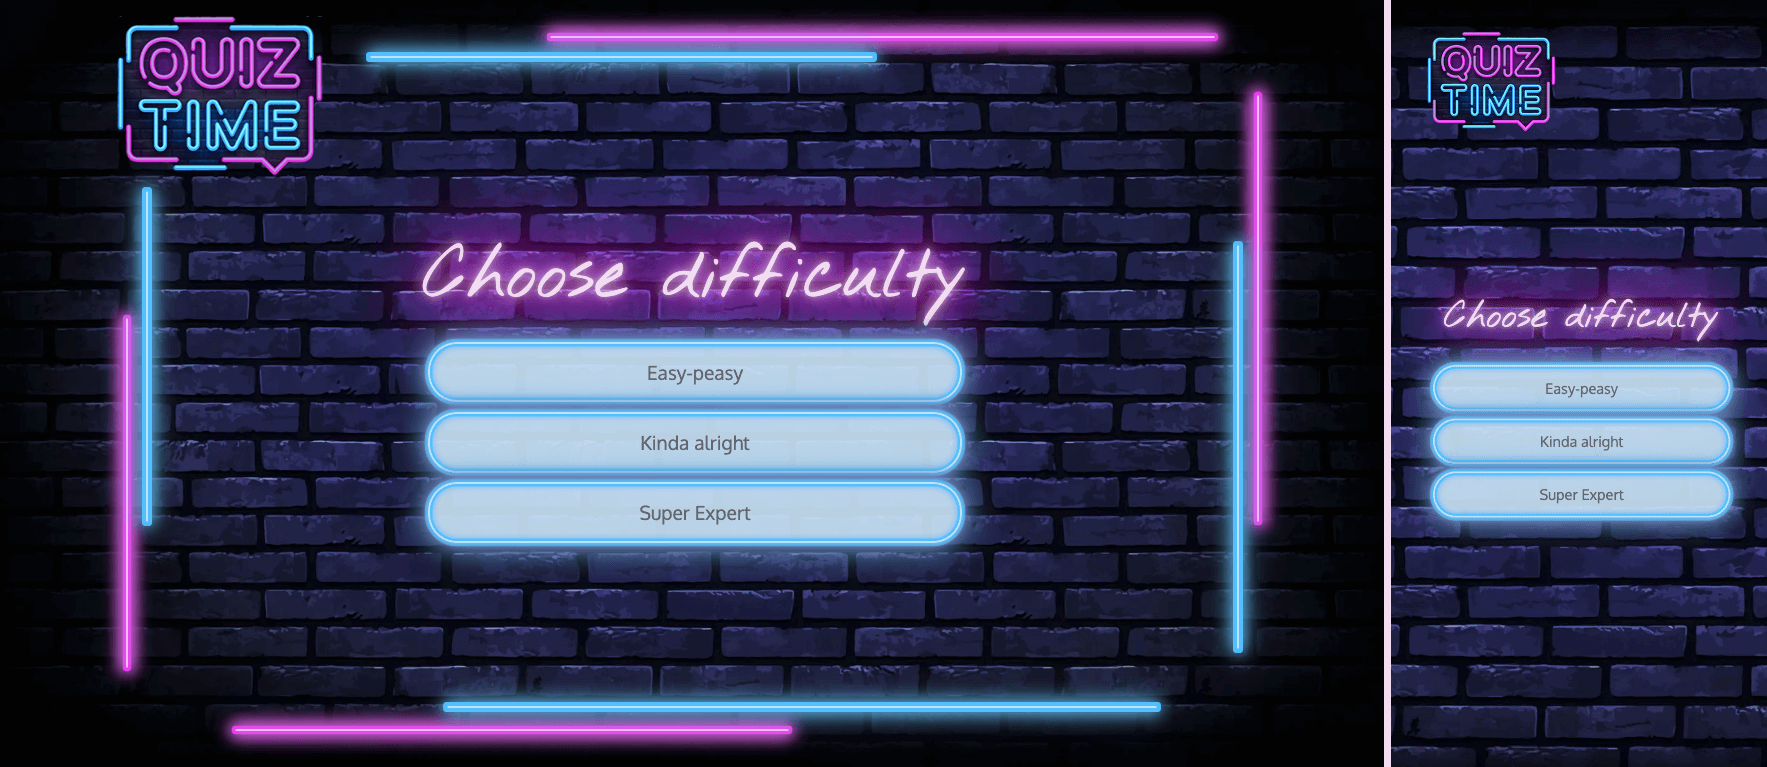 QUIZ
TIME
Choose difficulty
Easy-peasy
Kinda alright
Super Expert
QUIZ
TIME
Choose difficulty
Easy-peasy
Kinda alright
Super Expert